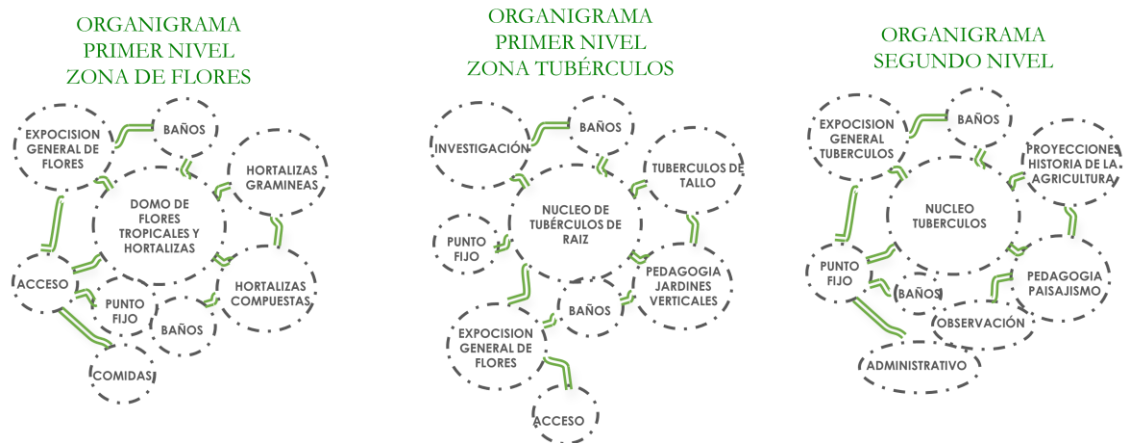 ORGANIGRAMA
PRIMER NIVEL
ZONA DE FLORES
EXPOCISION
GENERAL DE
FLORES
BAÑOS
HORTALIZAS
GRAMINEAS
DOMO DE
FLORES
TROPICALES Y
HORTALIZAS
ACCESO
PUNTO
FIJO
BAÑOS
HORTALIZAS
COMPUESTAS
COMIDAS
ORGANIGRAMA
PRIMER NIVEL
ZONA TUBÉRCULOS
INVESTIGACIÓN
BAÑOS
TUBERCULOS DE
TALLO
NUCLEO DE
TUBÉRCULOS DE
RAIZ
PUNTO
FIJO
PEDAGOGIA
JARDINES
VERTICALES
BAÑOS
EXPOCISION
GENERAL DE
FLORES
ACCESO
ORGANIGRAMA
SEGUNDO NIVEL
EXPOCISION
GENERAL
TUBERCULOS
BAÑOS
PROYECCIONES
HISTORIA DE LA
AGRICULTURA
NUCLEO
TUBERCULOS
PUNTO
FIJO
BAÑOS
PEDAGOGIA
PAISAJISMO
OBSERVACIÓN
ADMINISTRATIVO